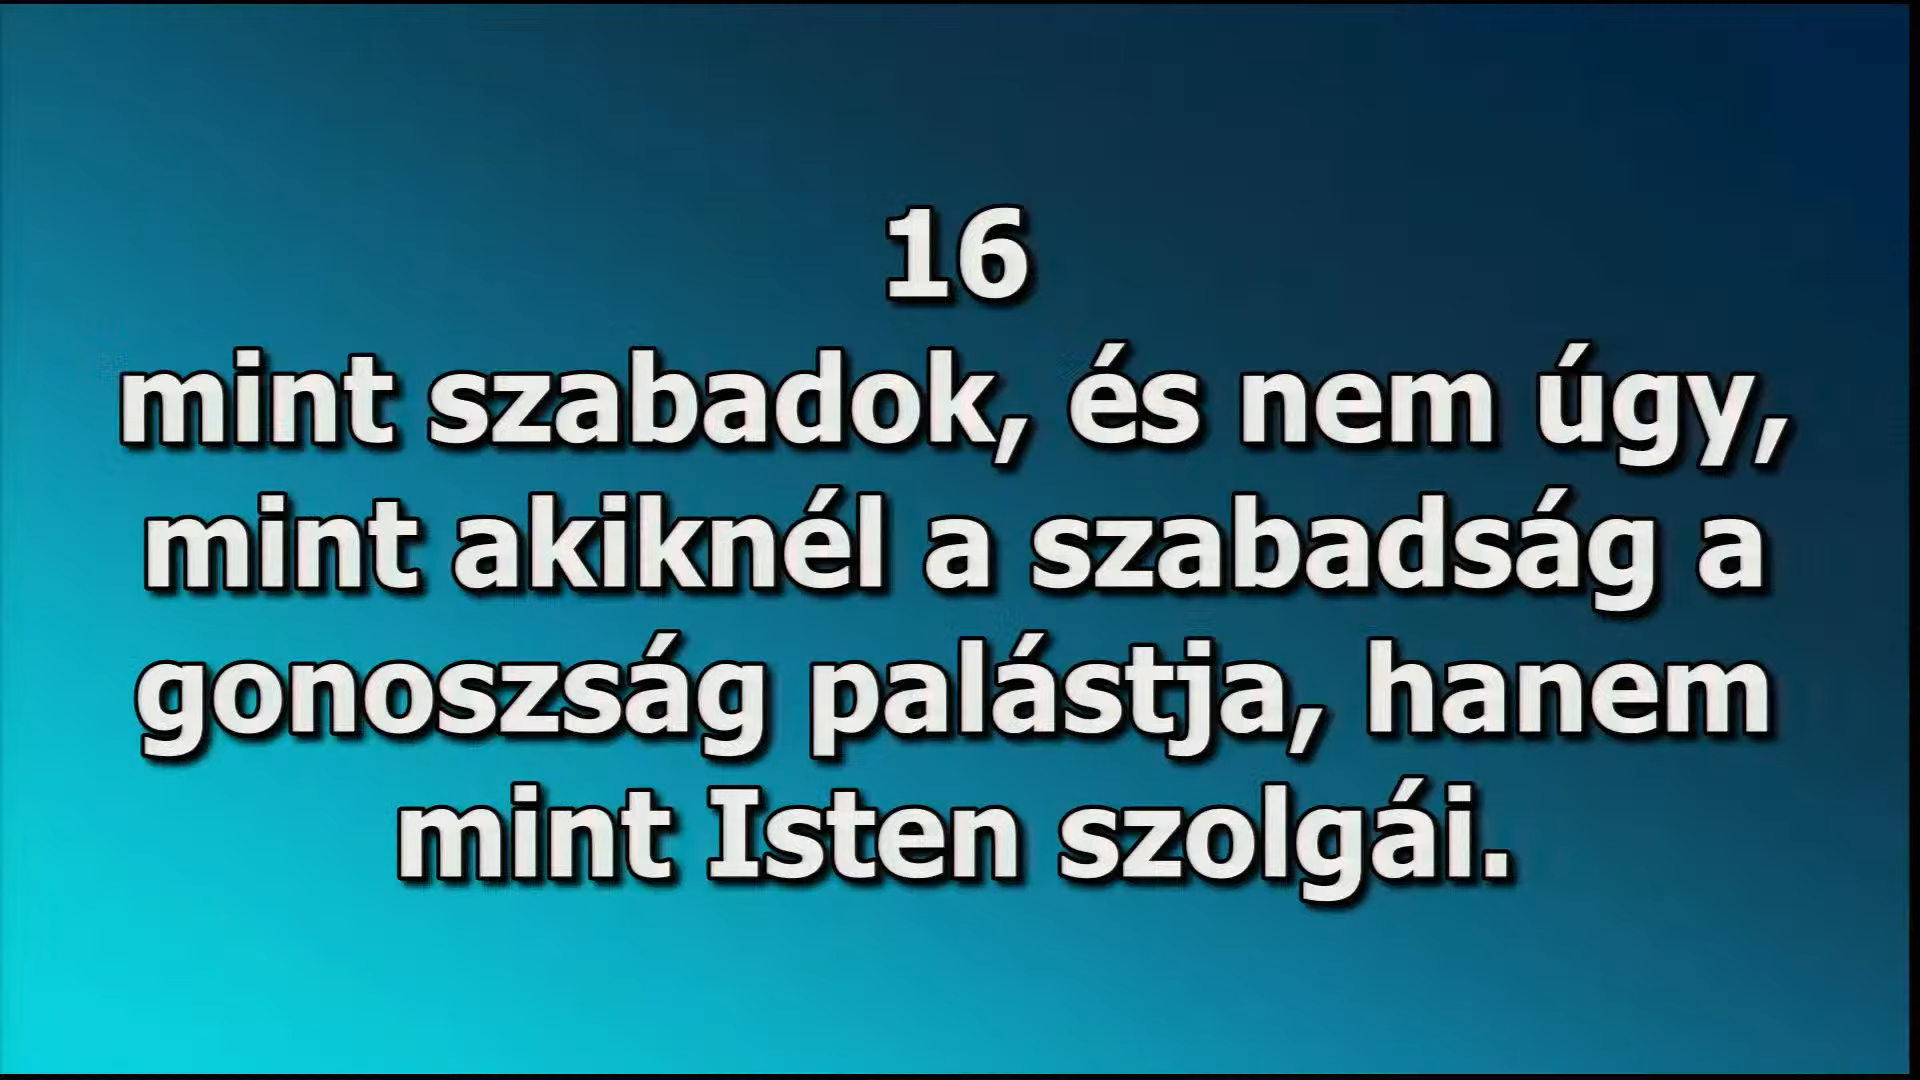 16
mint szabadok, és nem úgy,
mint akiknél a szabadság a
gonoszság palástja, hanem
mint Isten szolgái.